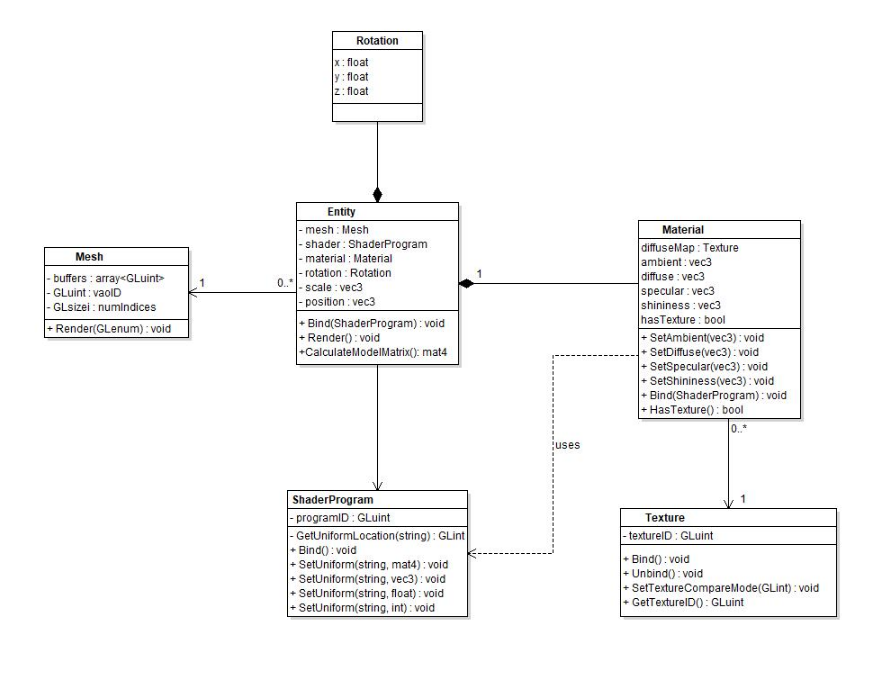 Rotation
x : float
y : float
z : float
Entity
- mesh : Mesh
- shader : ShaderProgram
- material : Material
- rotation : Rotation
- scale : vec3
- position : vec3
+ Bind(ShaderProgram) : void
+ Render() : void
+CalculateModelMatrix(): mat4
Mesh
- buffers : array<GLuint>
- GLuint : vaoID
- GLsizei : numIndices
+ Render(GLenum) : void
1
0..*
1
Material
diffuseMap : Texture
ambient : vec3
diffuse : vec3
specular : vec3
shininess : vec3
hasTexture : bool
+ SetAmbient(vec3) : void
+ SetDiffuse(vec3) : void
+ SetSpecular(vec3) : void
+ SetShininess(vec3) : void
+ Bind(ShaderProgram) : void
+ HasTexture() : bool
0..*
uses
1
ShaderProgram
- programID : GLuint
- GetUniformLocation(string) : GLint
+ Bind() : void
+ SetUniform(string, mat4) : void
+ SetUniform(string, vec3) : void
+ SetUniform(string, float) : void
+ SetUniform(string, int) : void
Texture
- textureID : GLuint
+ Bind() : void
+ Unbind() : void
+ SetTextureCompareMode(GLint) : void
+ GetTextureID() : GLuint